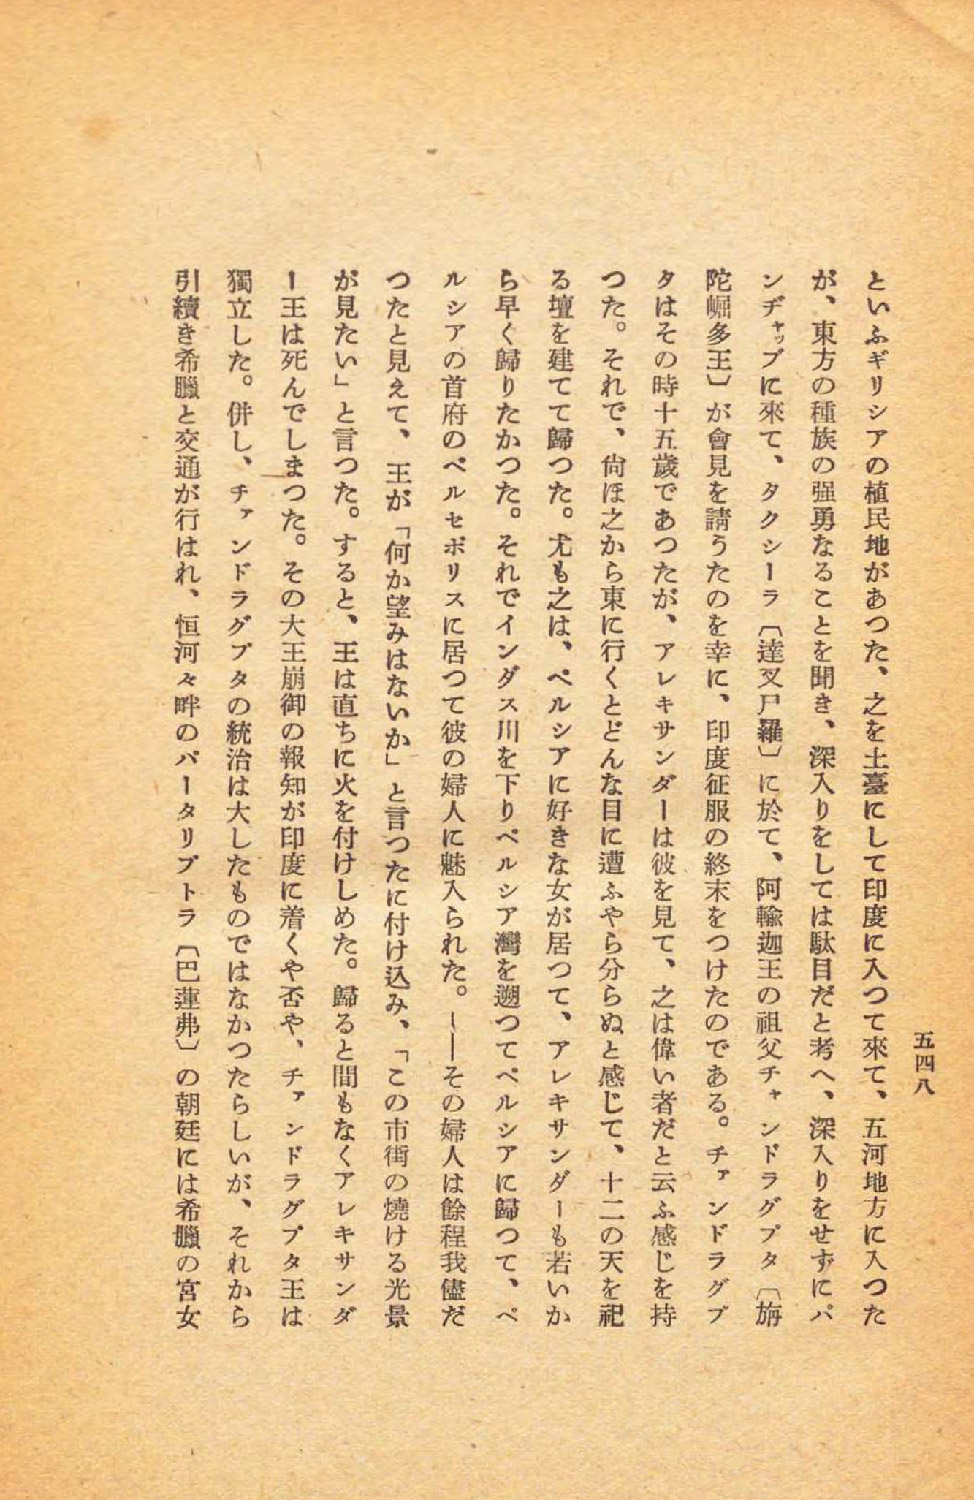 五四八
といふギリシアの植民地があつた、之を土臺にして印度に入つて來て、五河地方に入つた
が、東方の種族の强勇なることを聞き、深入りをしては駄目だと考へ、深入りをせずにパ
ンヂャッブに來て、タクシーラ〔達叉尸羅〕に於て、阿輸迦王の祖父チャンドラグプタ〔旃
陀崛多王〕が會見を請うたのを幸に、印度征服の終末をつけたのである。チァンドラグプ
タはその時十五歲であつたが、アレキサンダーは彼を見て、之は偉い者だと云ふ感じを持
つた。それで、尙ほ之から東に行くとどんな目に遭ふやら分らぬと感じて、十二の天を祀
る壇を建てて歸つた。尤も之は、ペルシアに好きな女が居つて、アレキサンダーも若いか
ら早く歸りたかつた。それでインダス川を下りペルシア灣を遡つてペルシアに歸つて、ペ
ルシアの首府のペルセポリスに居つて彼の婦人に魅入られた。——その婦人は餘程我儘だ
つたと見えて、王が「何か望みはないか」と言つたに付け込み、「この市街の燒ける光景
が見たい」と言つた。すると、王は直ちに火を付けしめた。歸ると間もなくアレキサンダ
ー王は死んでしまつた。その大王崩御の報知が印度に着くや否や、チァンドラグプタ王は
獨立した。併し、チァンドラグプタの統治は大したものではなかつたらしいが、それから
引續き希臘と交通が行はれ、恒河々畔のパータリプトラ〔巴蓮弗〕の朝廷には希臘の宮女